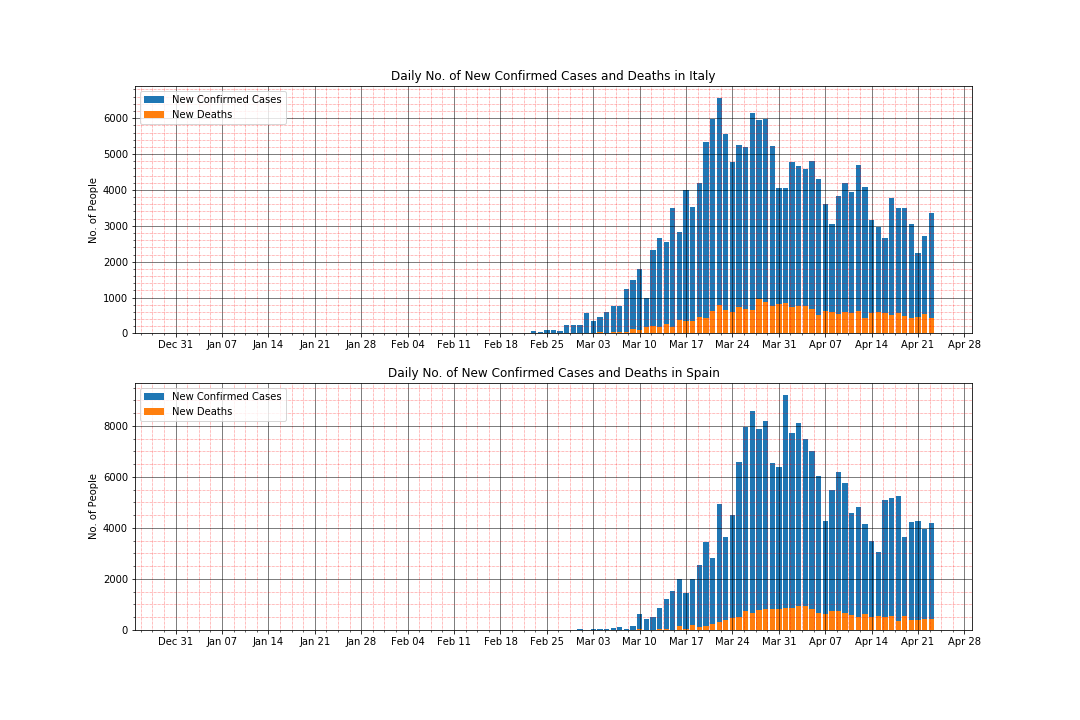 Daily No. of New Confirmed Cases and Deaths in Italy
New Confirmed Cases
New Deaths
No. of People
6000
5000
4000
3000
2000
1000
0
Dec 31 Jan 07 Jan 14 Jan 21 Jan 28 Feb 04 Feb 11 Feb 18 Feb 25 Mar 03 Mar 10 Mar 17 Mar 24 Mar 31 Apr 07 Apr 14 Apr 21 Apr 28
Daily No. of New Confirmed Cases and Deaths in Spain
New Confirmed Cases
New Deaths
No. of People
8000
6000
4000
2000
0
Dec 31 Jan 07 Jan 14 Jan 21 Jan 28 Feb 04 Feb 11 Feb 18 Feb 25 Mar 03 Mar 10 Mar 17 Mar 24 Mar 31 Apr 07 Apr 14 Apr 21 Apr 28